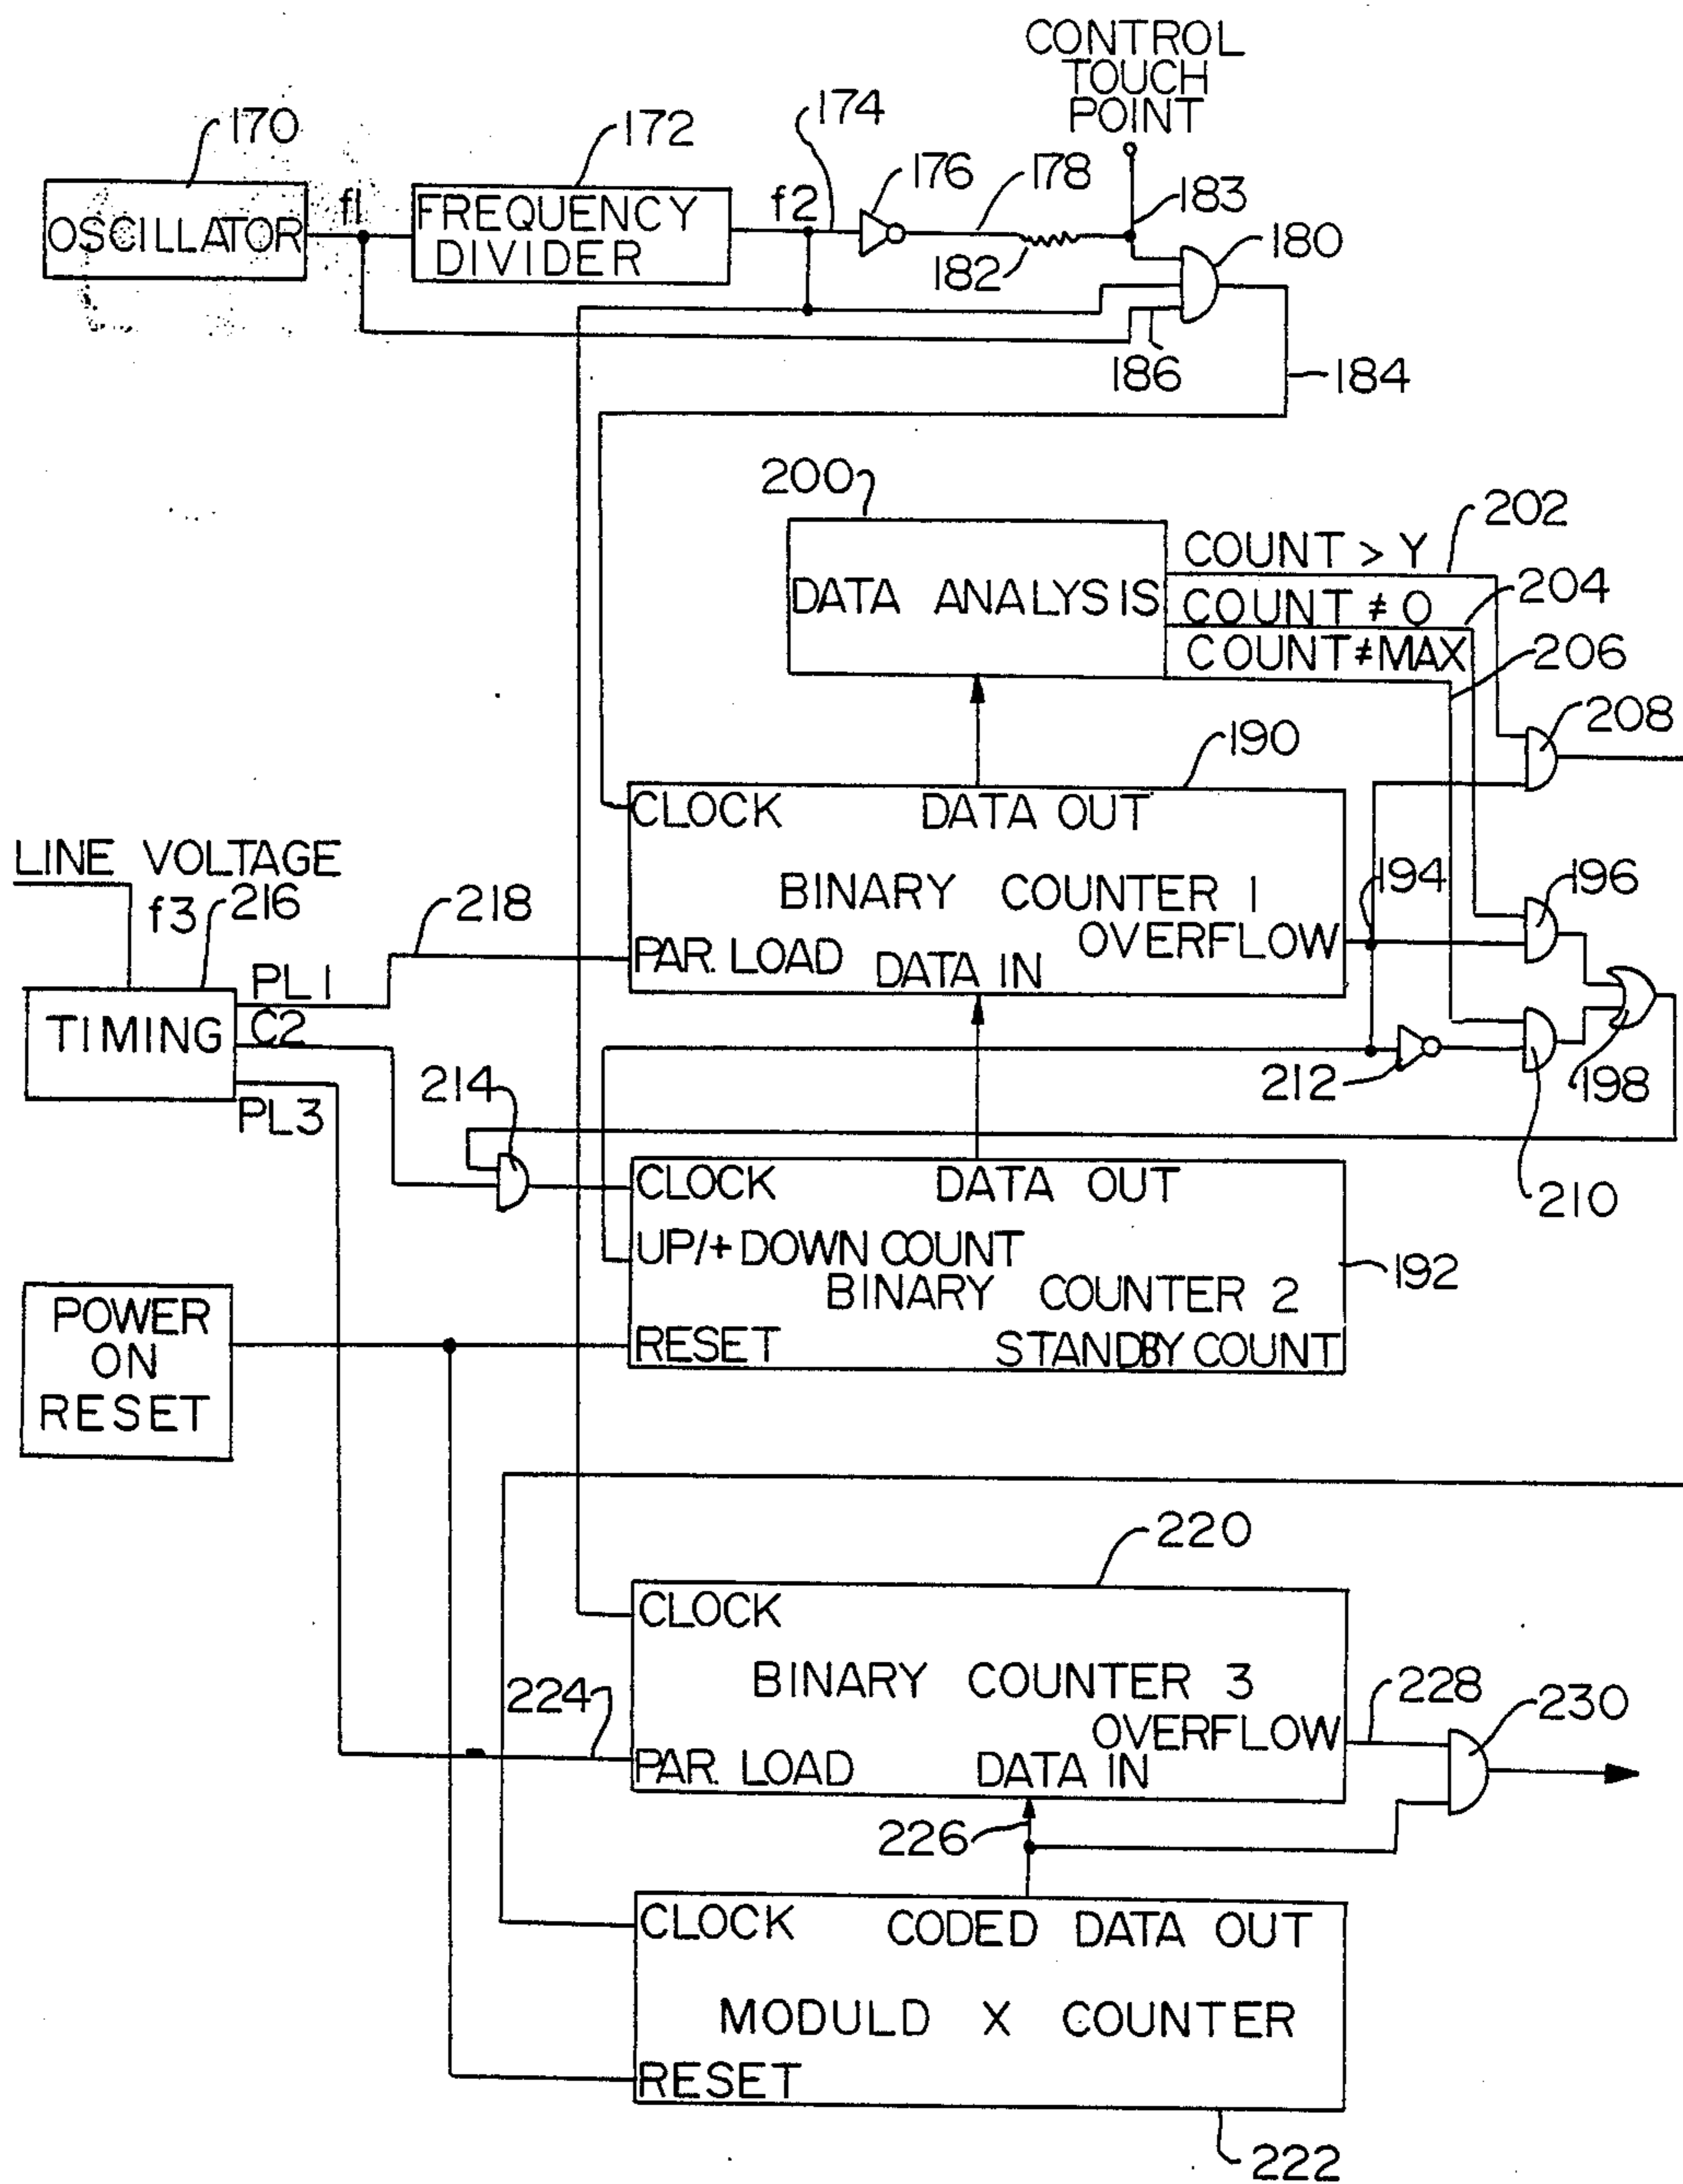 CONTROL
TOUCH
POINT
170
172
174
176
178
183
180
OSCILLATOR
f1
FREQUENCY
DIVIDER
f2
182
186
184
200
202
DATA ANALYSIS
COUNT > Y
COUNT ≠ 0
204
COUNT≠MAX
206
208
190
CLOCK
DATA OUT
LINE VOLTAGE
f3
216
218
BINARY COUNTER 1
194
196
OVERFLOW
PAR. LOAD
DATA IN
PL1
C2
TIMING
PL3
214
212
198
210
CLOCK
DATA OUT
UP/+ DOWN COUNT
BINARY COUNTER 2
192
RESET
STANDBY COUNT
POWER
ON
RESET
220
CLOCK
BINARY COUNTER 3
224
228
230
OVERFLOW
PAR. LOAD
DATA IN
226
CLOCK
CODED DATA OUT
MODULD X COUNTER
RESET
222